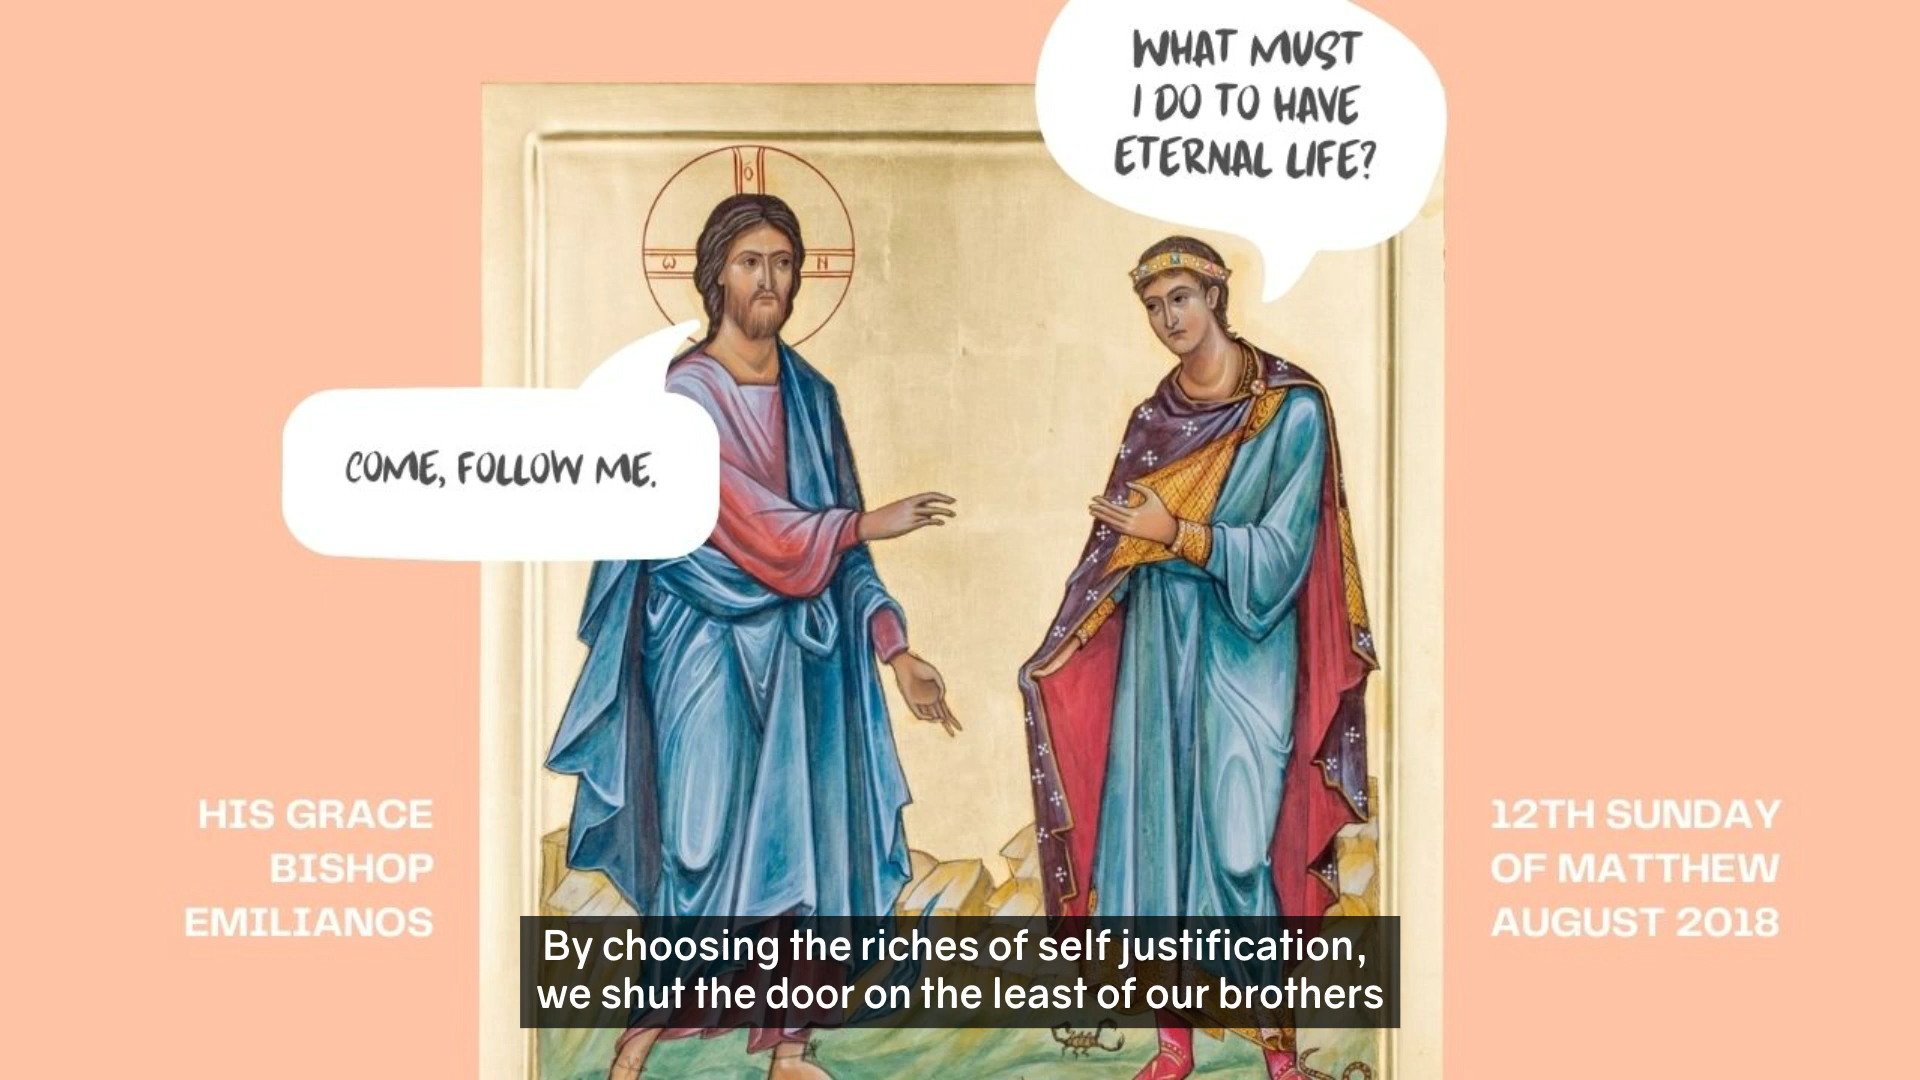 WHAT MUST
I DO TO HAVE
ETERNAL LIFE?
Ὁ
Ω
Ν
COME, FOLLOW ME.
HIS GRACE
BISHOP
EMILIANOS
12TH SUNDAY
OF MATTHEW
AUGUST 2018
By choosing the riches of self justification,
we shut the door on the least of our brothers